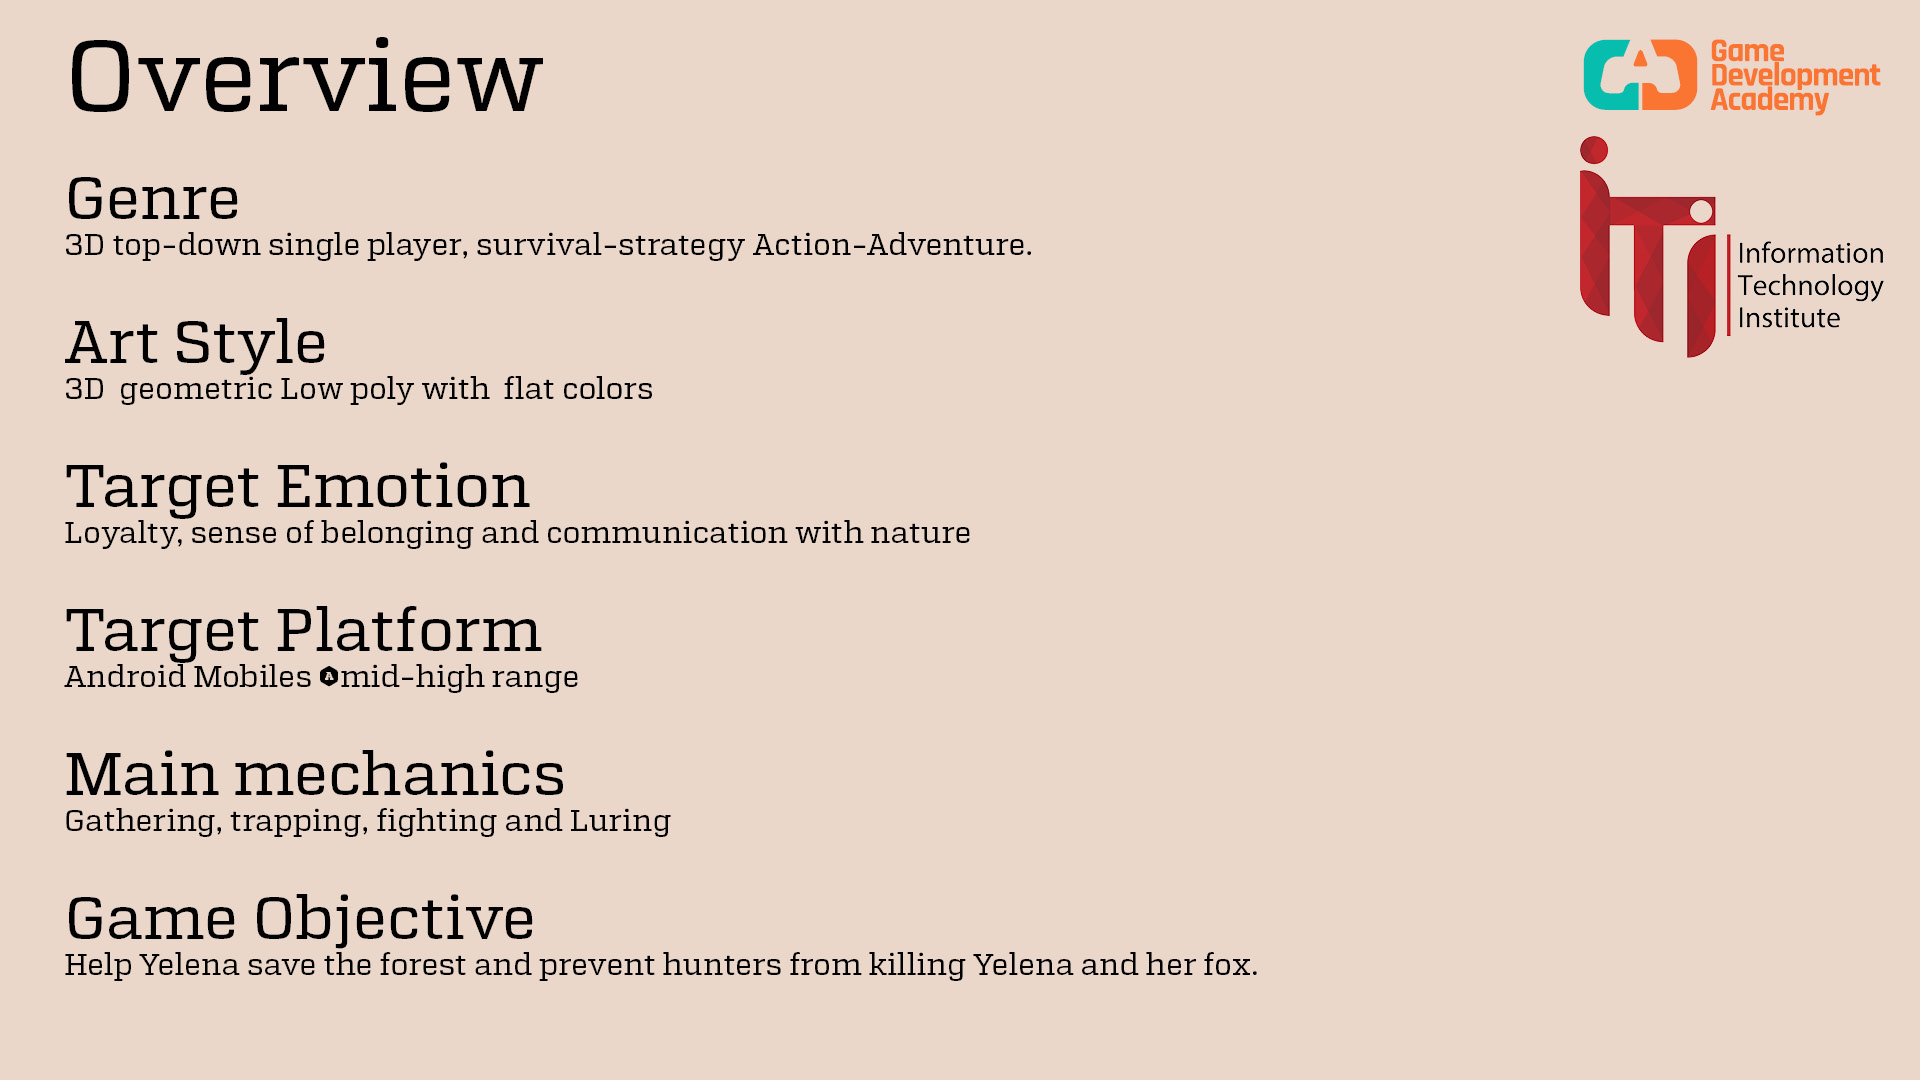 Overview
Genre
3D top-down single player, survival-strategy Action-Adventure.
Art Style
3D  geometric Low poly with  flat colors
Target Emotion
Loyalty, sense of belonging and communication with nature
Target Platform
Android Mobiles mid-high range
Main mechanics
Gathering, trapping, fighting and Luring
Game Objective
Help Yelena save the forest and prevent hunters from killing Yelena and her fox.
Game
Development
Academy
iTi
Information
Technology
Institute